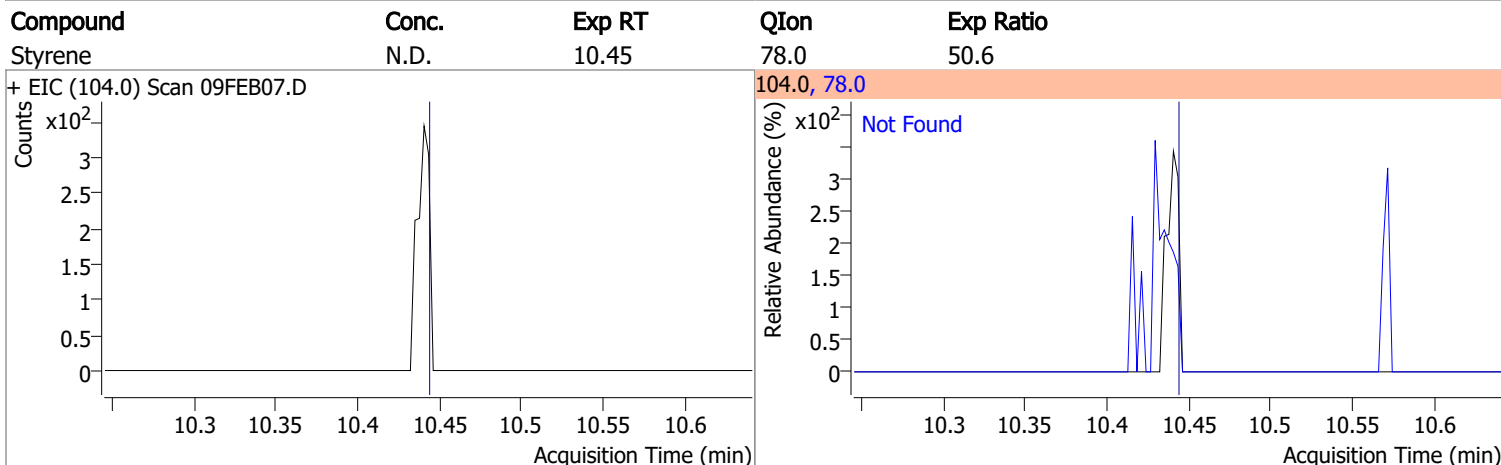 Compound Conc. Exp RT QIon Exp Ratio
Styrene N.D. 10.45 78.0 50.6
+ EIC (104.0) Scan 09FEB07.D
Counts
x10²
3
2.5
2
1.5
1
0.5
0
10.3 10.35 10.4 10.45 10.5 10.55 10.6
Acquisition Time (min)
104.0, 78.0
Relative Abundance (%)
x10²
Not Found
3
2.5
2
1.5
1
0.5
0
10.3 10.35 10.4 10.45 10.5 10.55 10.6
Acquisition Time (min)